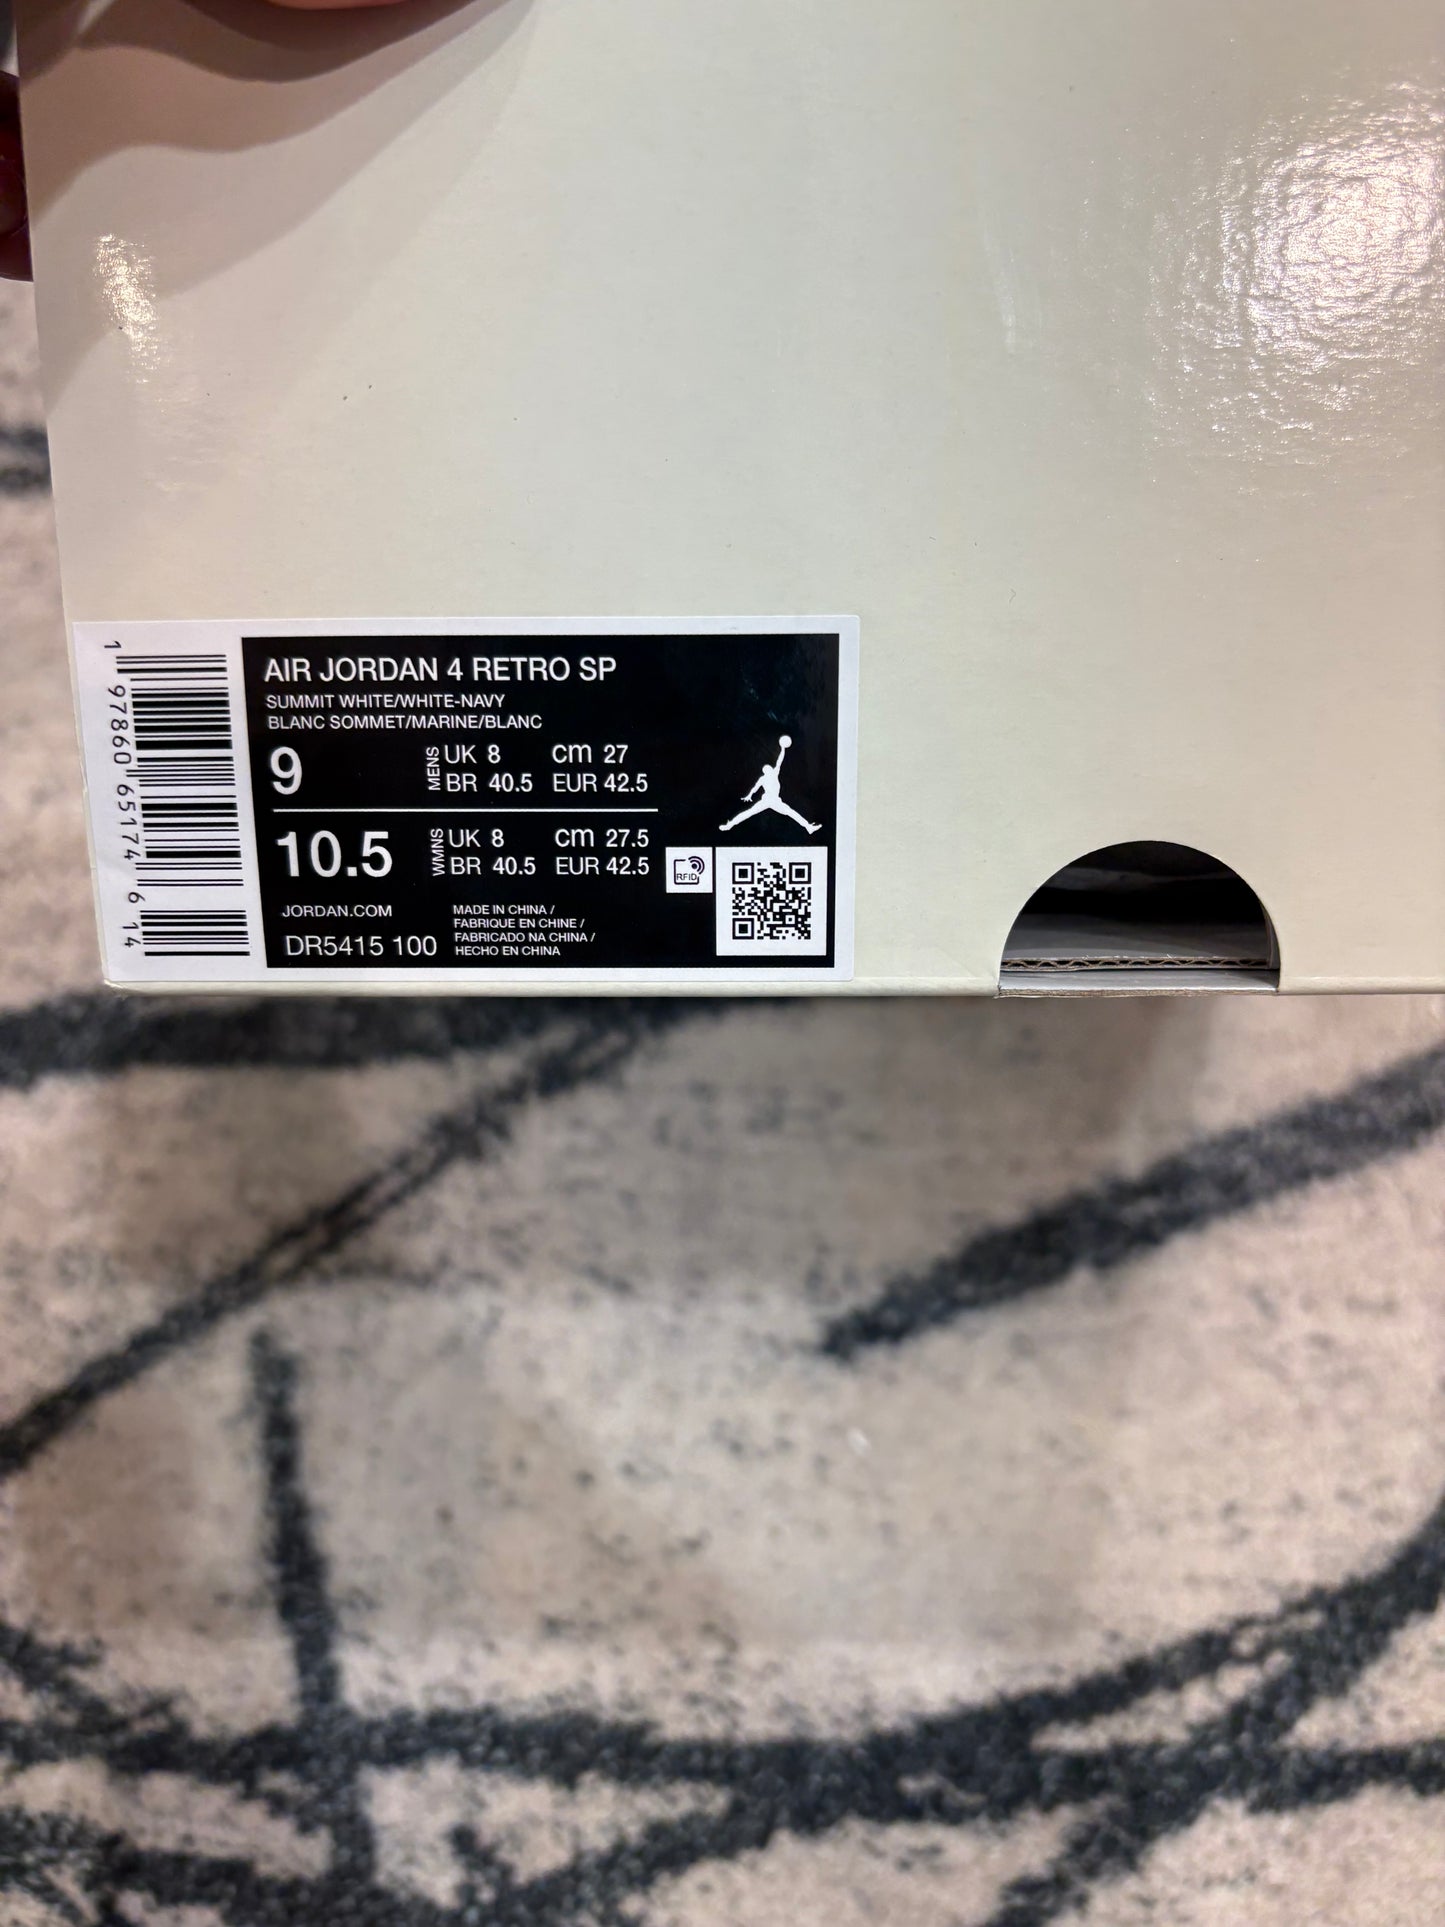 1 97860 65174 6 14
AIR JORDAN 4 RETRO SP
SUMMIT WHITE/WHITE-NAVY
BLANC SOMMET/MARINE/BLANC
9 MENS UK 8 cm 27
BR 40.5 EUR 42.5
10.5 WMNS UK 8 cm 27.5
BR 40.5 EUR 42.5
RFID
JORDAN.COM
DR5415 100
MADE IN CHINA /
FABRIQUE EN CHINE /
FABRICADO NA CHINA /
HECHO EN CHINA